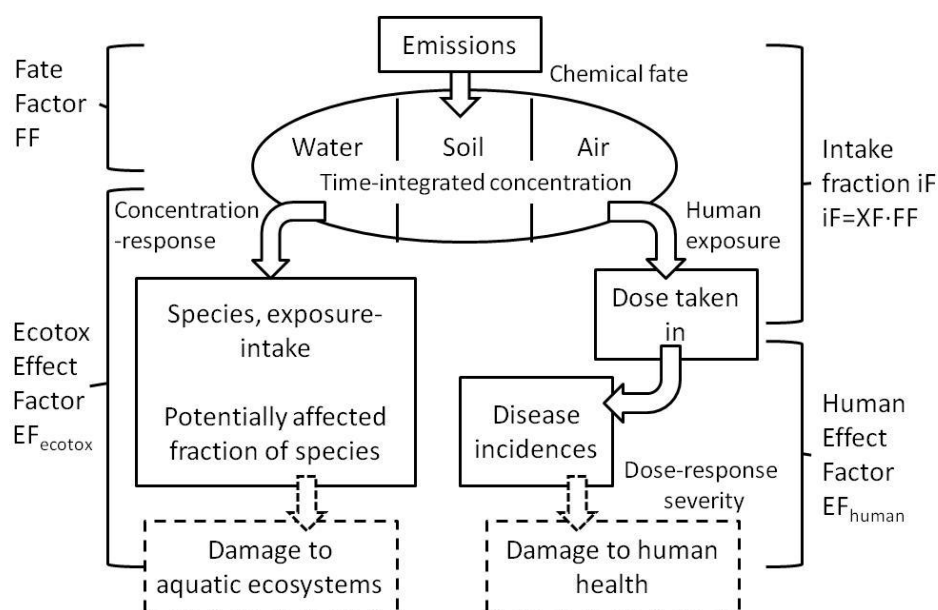 Emissions
Chemical fate
Fate
Factor
FF
Water
Soil
Air
Time-integrated concentration
Intake
fraction iF
iF=XF·FF
Concentration
-response
Human
exposure
Species, exposure-
intake
Potentially affected
fraction of species
Dose taken
in
Ecotox
Effect
Factor
EFecotox
Disease
incidences
Human
Effect
Factor
EFhuman
Dose-response
severity
Damage to
aquatic ecosystems
Damage to human
health